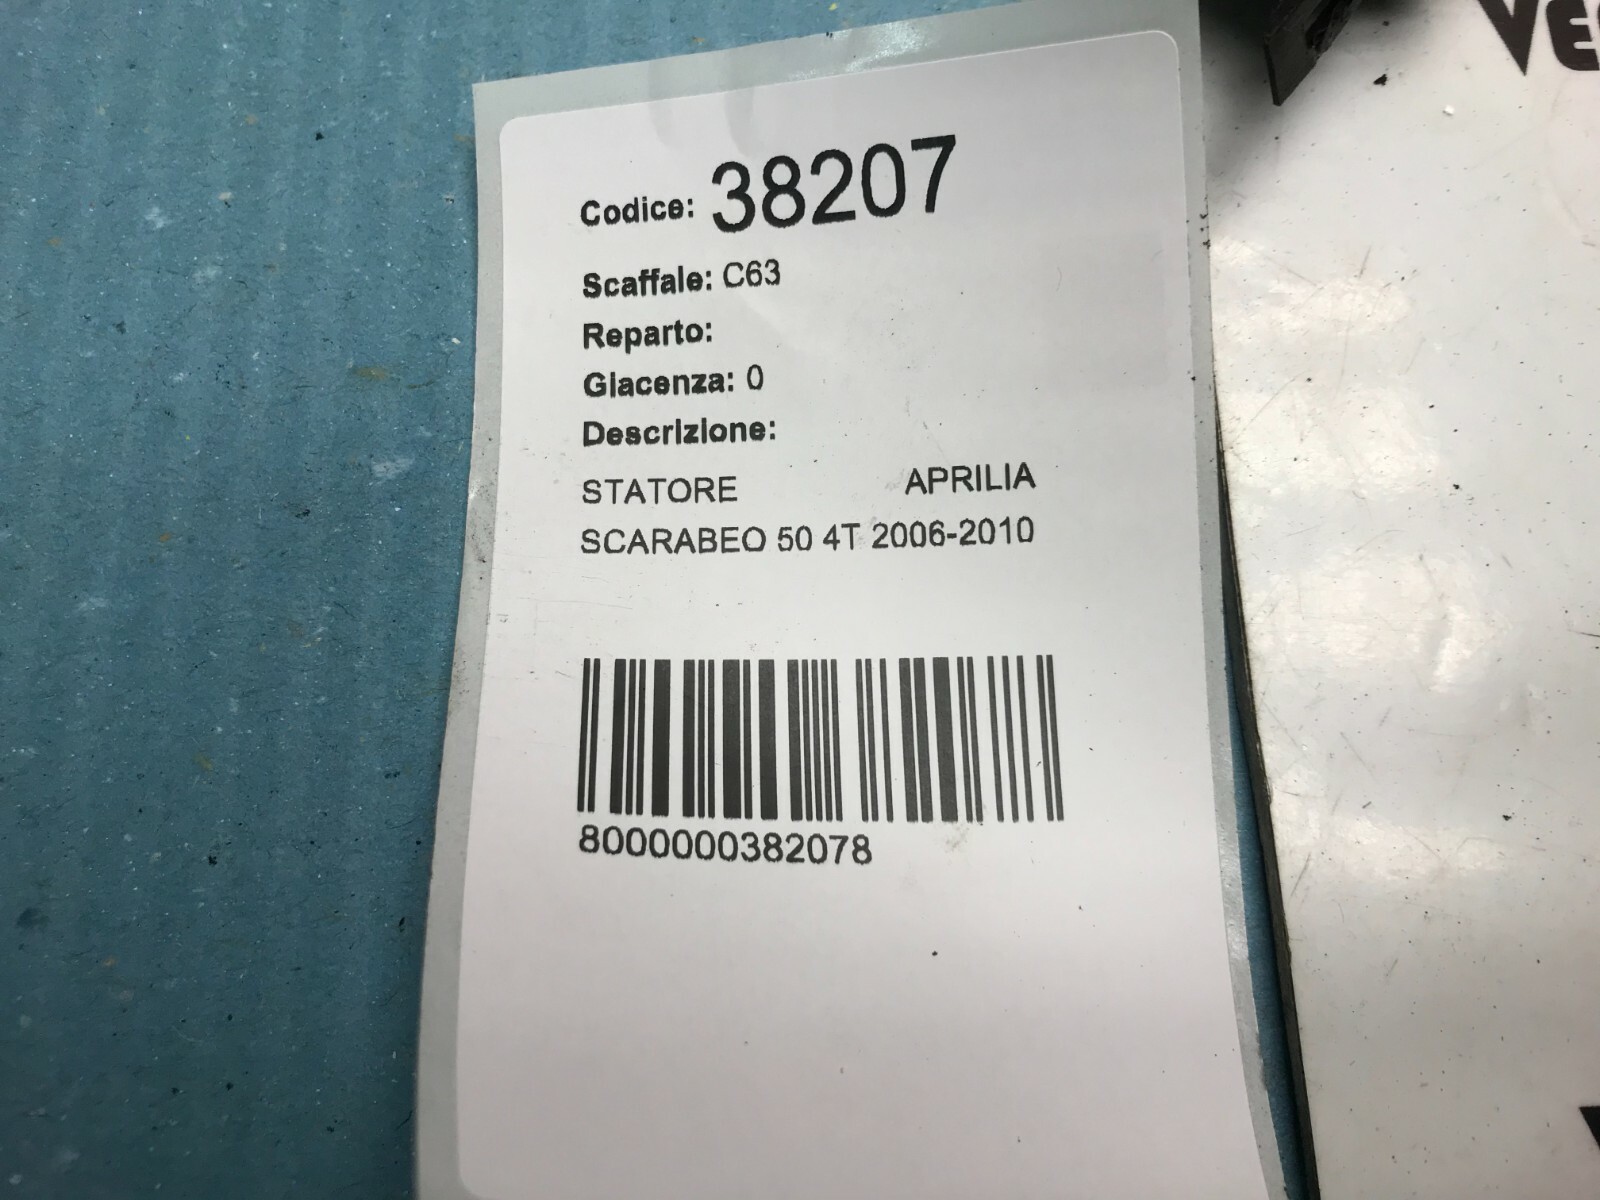 Codice: 38207
Scaffale: C63
Reparto:
Giacenza: 0
Descrizione:
STATORE APRILIA
SCARABEO 50 4T 2006-2010
8000000382078